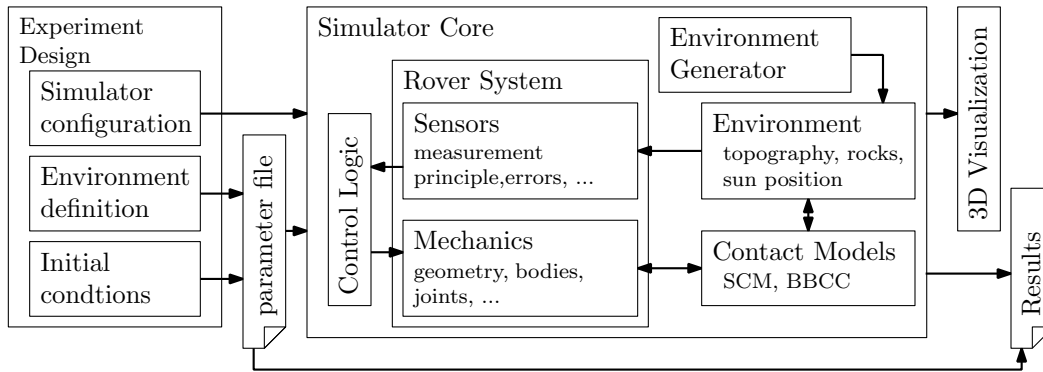 Experiment
Design
Simulator
configuration
Environment
definition
Initial
condtions
parameter file
Simulator Core
Control Logic
Rover System
Sensors
measurement
principle,errors, ...
Mechanics
geometry, bodies,
joints, ...
Environment
Generator
Environment
topography, rocks,
sun position
Contact Models
SCM, BBCC
3D Visualization
Results